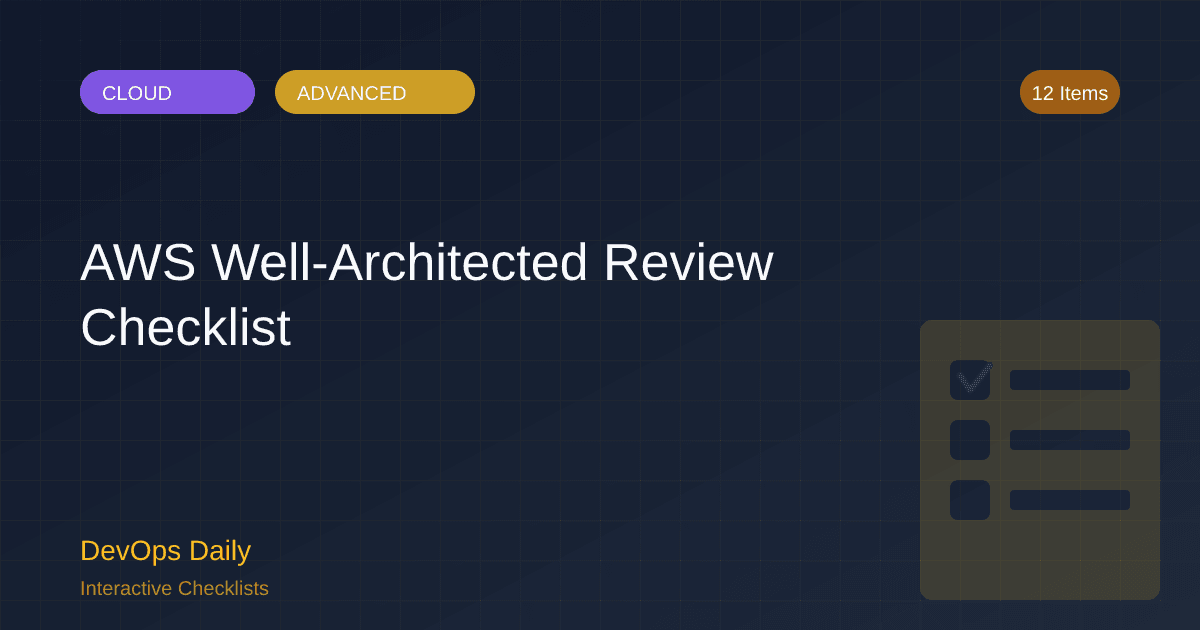 CLOUD
ADVANCED
12 Items
AWS Well-Architected Review
Checklist
DevOps Daily
Interactive Checklists